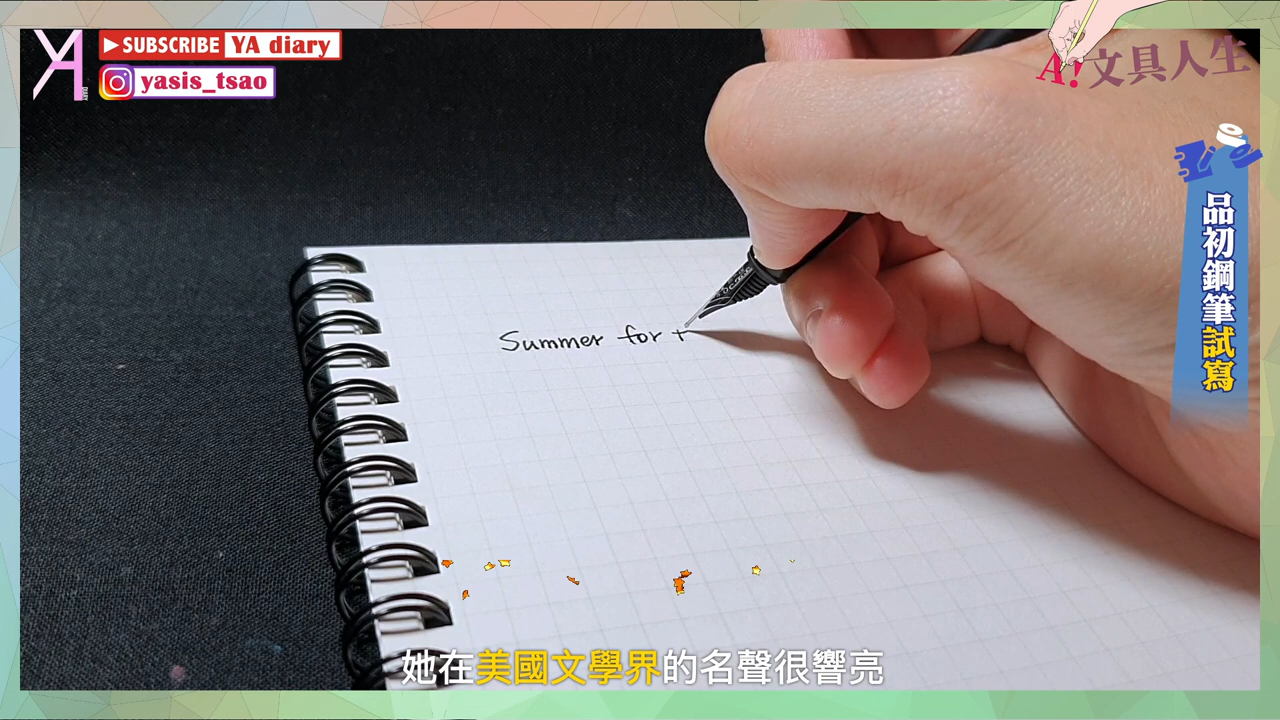 SUBSCRIBE YA diary
YA
DIARY
yasis_tsao
A!文具人生
品初鋼筆試寫
Summer for t
她在美國文學界的名聲很響亮